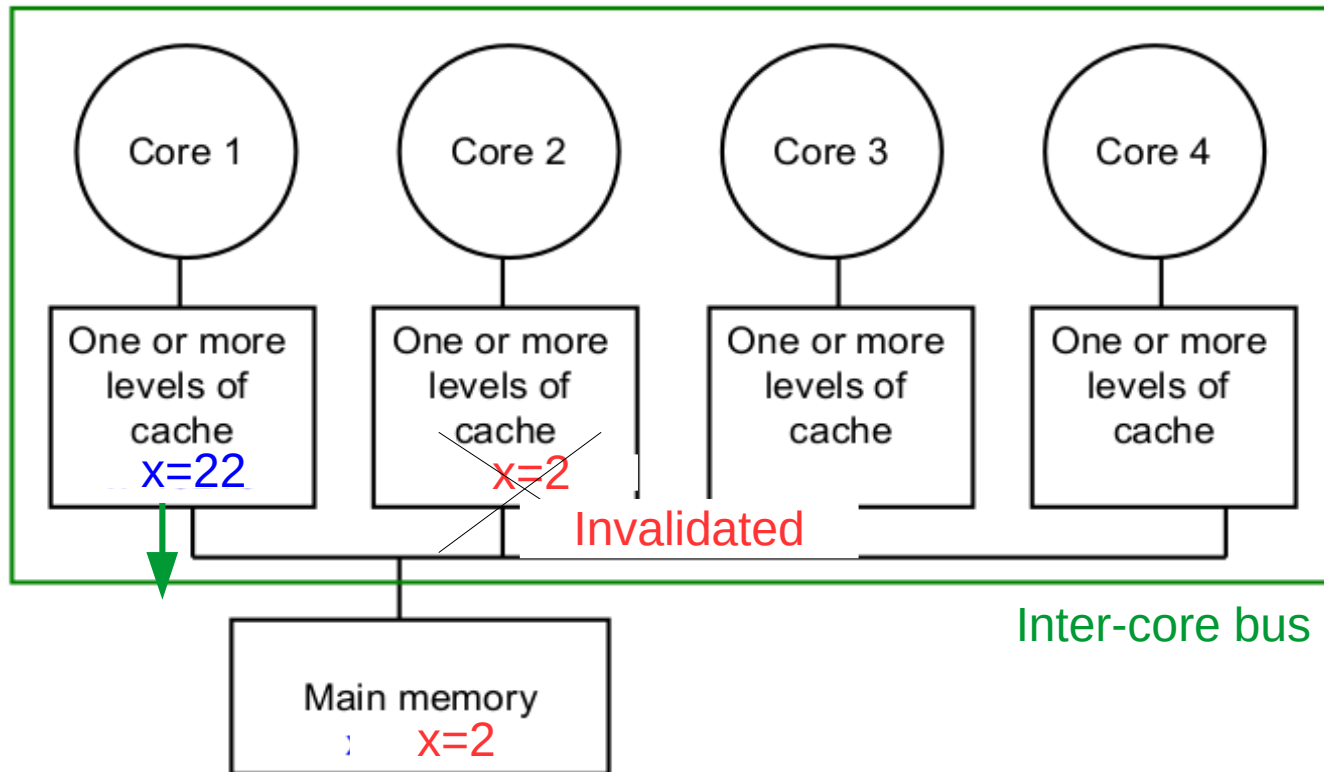 Core 1
Core 2
Core 3
Core 4
One or more
levels of
cache
x=22
One or more
levels of
cache
x=2
One or more
levels of
cache
One or more
levels of
cache
Invalidated
Inter-core bus
Main memory
x=2